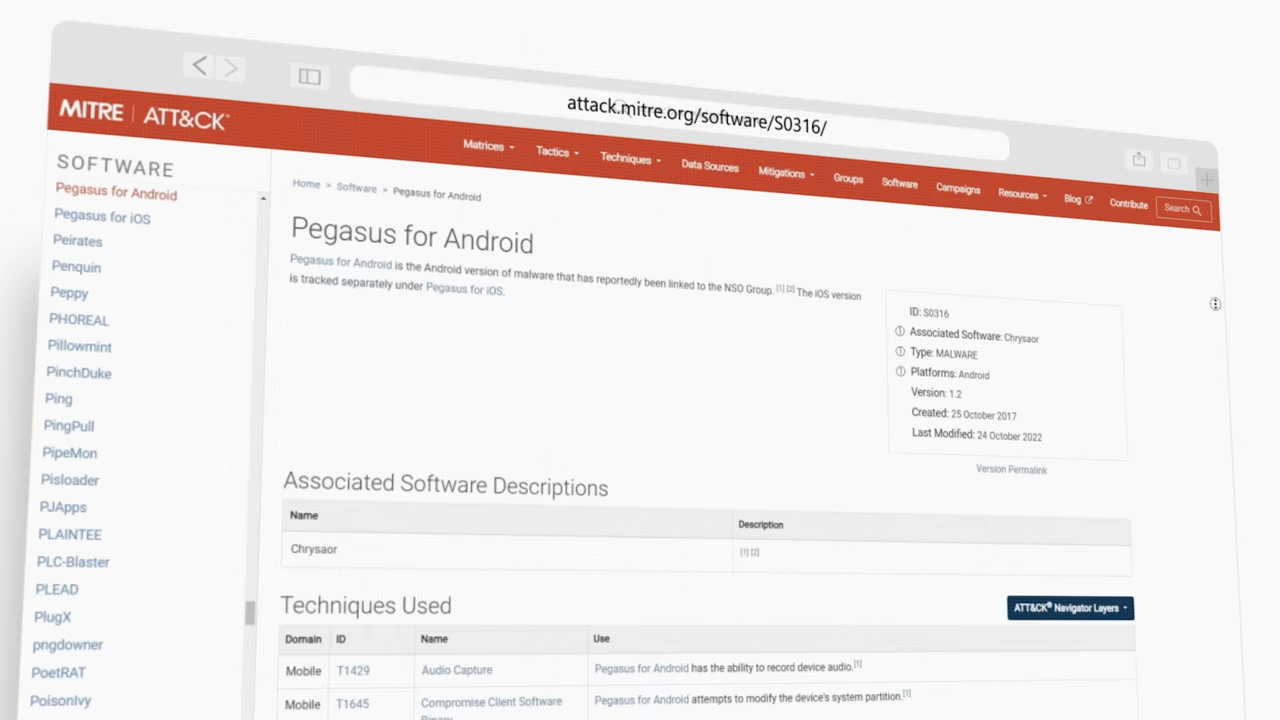 attack.mitre.org/software/S0316/
MITRE | ATT&CK®
Matrices Tactics Techniques Data Sources Mitigations Groups Software Campaigns Resources Blog Contribute Search
SOFTWARE
Pegasus for Android
Pegasus for iOS
Peirates
Penquin
Peppy
PHOREAL
Pillowmint
PinchDuke
Ping
PingPull
PipeMon
Pisloader
PJApps
PLAINTEE
PLC-Blaster
PLEAD
PlugX
pngdowner
PoetRAT
PoisonIvy
Home > Software > Pegasus for Android
Pegasus for Android
Pegasus for Android is the Android version of malware that has reportedly been linked to the NSO Group. [1] [2] The iOS version
is tracked separately under Pegasus for iOS.
ID: S0316
Associated Software: Chrysaor
Type: MALWARE
Platforms: Android
Version: 1.2
Created: 25 October 2017
Last Modified: 24 October 2022
Version Permalink
Associated Software Descriptions
Name Description
Chrysaor [1] [2]
Techniques Used
ATT&CK® Navigator Layers
Domain ID Name Use
Mobile T1429 Audio Capture Pegasus for Android has the ability to record device audio.[1]
Mobile T1645 Compromise Client Software Pegasus for Android attempts to modify the device's system partition.[1]
Binary